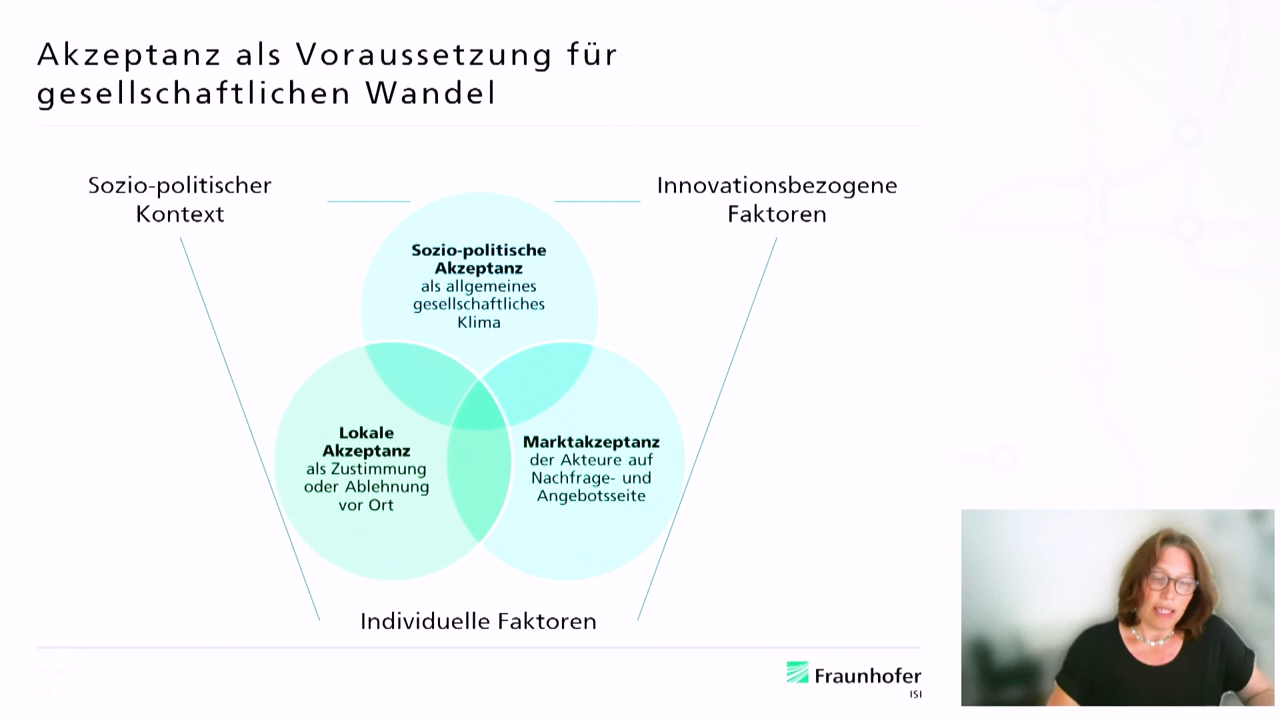 Akzeptanz als Voraussetzung für
gesellschaftlichen Wandel
Sozio-politischer
Kontext
Innovationsbezogene
Faktoren
Sozio-politische
Akzeptanz
als allgemeines
gesellschaftliches
Klima
Lokale
Akzeptanz
als Zustimmung
oder Ablehnung
vor Ort
Marktakzeptanz
der Akteure auf
Nachfrage- und
Angebotsseite
Individuelle Faktoren
Fraunhofer
ISI